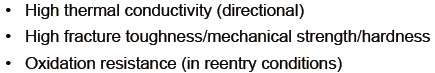 • High thermal conductivity (directional)
• High fracture toughness/mechanical strength/hardness
• Oxidation resistance (in reentry conditions)